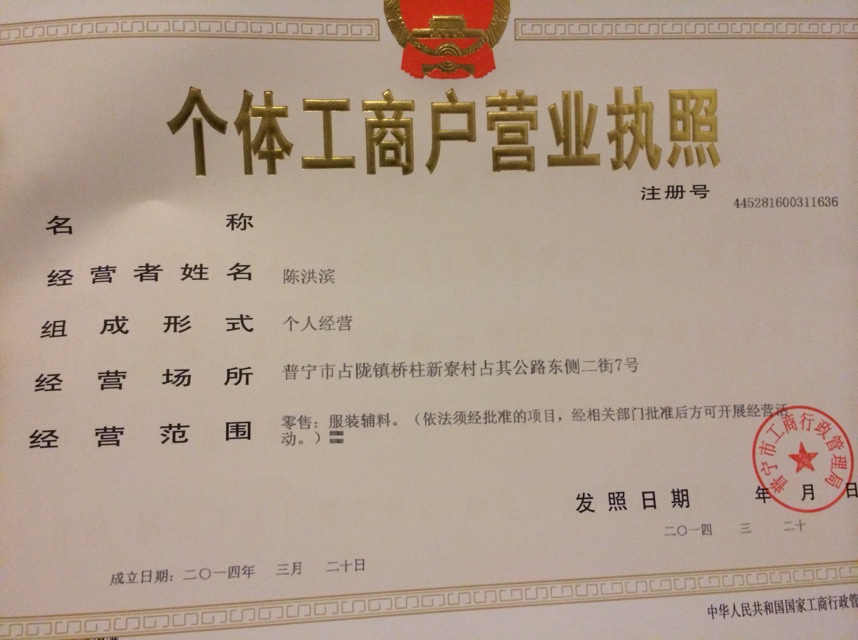 个体工商户营业执照
注册号 445281600311636
名称
经营者姓名 陈洪滨
组成形式 个人经营
经营场所 普宁市占陇镇桥柱新寮村占其公路东侧二街7号
经营范围 零售：服装辅料。（依法须经批准的项目，经相关部门批准后方可开展经营活
动。）
普宁市工商行政管理局
发照日期 年 月 日
二〇一四 三 二十
成立日期：二〇一四年 三月 二十日
中华人民共和国国家工商行政管